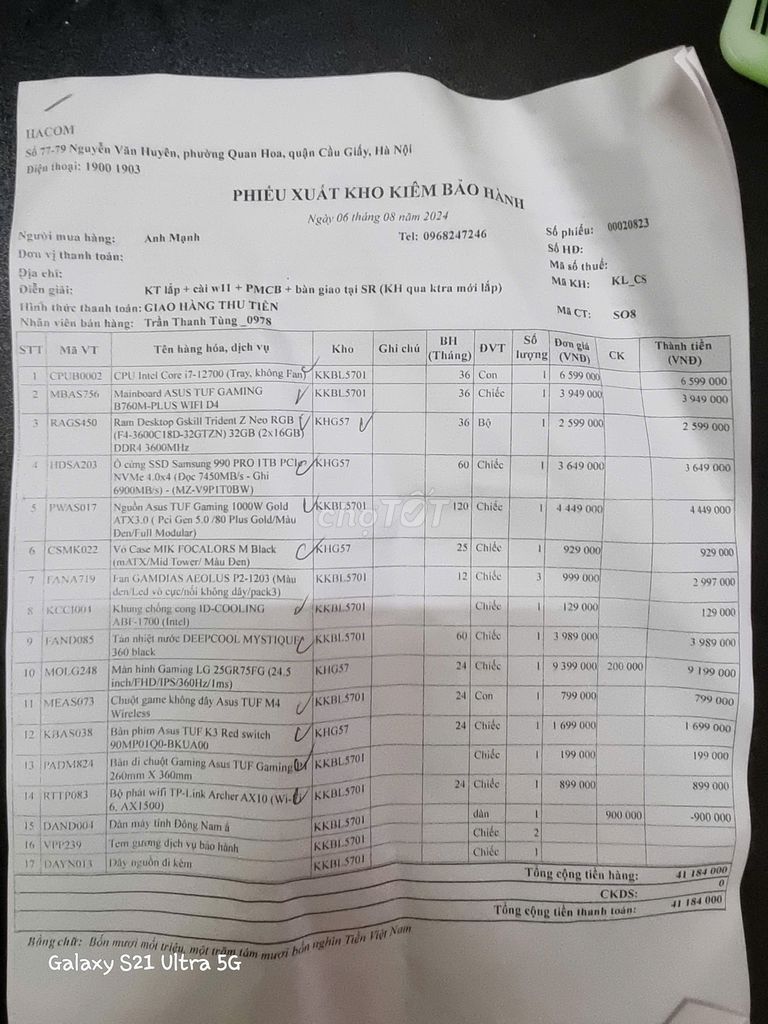 HACOM
Số 77-79 Nguyễn Văn Huyên, phường Quan Hoa, quận Cầu Giấy, Hà Nội
Điện thoại: 1900 1903
PHIẾU XUẤT KHO KIÊM BẢO HÀNH
Ngày 06 tháng 08 năm 2024
Người mua hàng: Anh Mạnh Tel: 0968247246 Số phiếu: 00020823
Đơn vị thanh toán: Số HĐ:
Địa chỉ: Mã số thuế:
Diễn giải: KT lắp + cài w11 + PMCB + bàn giao tại SR (KH qua ktra mới lắp) Mã KH: KL_CS
Hình thức thanh toán: GIAO HÀNG THU TIỀN Mã CT: SO8
Nhân viên bán hàng: Trần Thanh Tùng _0978
STT Mã VT Tên hàng hóa, dịch vụ Kho Ghi chú BH (Tháng) ĐVT Số lượng Đơn giá (VNĐ) CK Thành tiền (VNĐ)
1 CPUB0002 CPU Intel Core i7-12700 (Tray, không Fan) KKBL5701 36 Con 1 6 599 000 6 599 000
2 MBAS756 Mainboard ASUS TUF GAMING KKBL5701 36 Chiếc 1 3 949 000 3 949 000
B760M-PLUS WIFI D4
3 RAGS450 Ram Desktop Gskill Trident Z Neo RGB KHG57 36 Bộ 1 2 599 000 2 599 000
(F4-3600C18D-32GTZN) 32GB (2x16GB)
DDR4 3600MHz
4 HDSA203 Ổ cứng SSD Samsung 990 PRO 1TB PCIe KHG57 60 Chiếc 1 3 649 000 3 649 000
NVMe 4.0x4 (Đọc 7450MB/s - Ghi
6900MB/s) - (MZ-V9P1T0BW)
5 PWAS017 Nguồn Asus TUF Gaming 1000W Gold KKBL5701 120 Chiếc 1 4 449 000 4 449 000
ATX3.0 ( Pci Gen 5.0 /80 Plus Gold/Màu
Đen/Full Modular)
6 CSMK022 Vỏ Case MIK FOCALORS M Black KHG57 25 Chiếc 1 929 000 929 000
(mATX/Mid Tower/ Màu Đen)
7 FANA719 Fan GAMDIAS AEOLUS P2-1203 (Màu KKBL5701 12 Chiếc 3 999 000 2 997 000
đen/Led vô cực/nối không dây/pack3)
8 KCC1004 Khung chống cong ID-COOLING KKBL5701 Chiếc 1 129 000 129 000
ABF-1700 (Intel)
9 FAND085 Tản nhiệt nước DEEPCOOL MYSTIQUE KKBL5701 60 Chiếc 1 3 989 000 3 989 000
360 black
10 MOLG248 Màn hình Gaming LG 25GR75FG (24.5 KHG57 24 Chiếc 1 9 399 000 200 000 9 199 000
inch/FHD/IPS/360Hz/1ms)
11 MEAS073 Chuột game không dây Asus TUF M4 KKBL5701 24 Con 1 799 000 799 000
Wireless
12 KBAS038 Bàn phím Asus TUF K3 Red switch KHG57 24 Chiếc 1 1 699 000 1 699 000
90MP01Q0-BKUA00
13 PADM824 Bàn di chuột Gaming Asus TUF Gaming KKBL5701 Chiếc 1 199 000 199 000
260mm X 360mm
14 RTTP083 Bộ phát wifi TP-Link Archer AX10 (Wi- KKBL5701 24 Chiếc 1 899 000 899 000
6, AX1500)
15 DAND004 Dàn máy tính Đông Nam á KKBL5701 dàn 1 900 000 -900 000
16 VPP239 Tem gương dịch vụ bảo hành KKBL5701 Chiếc 2
17 DAYN013 Dây nguồn đi kèm KKBL5701 Chiếc 1
Tổng cộng tiền hàng: 41 184 000
CKDS: 0
Tổng cộng tiền thanh toán: 41 184 000
Bằng chữ: Bốn mươi mốt triệu, một trăm tám mươi bốn nghìn Tiền Việt Nam
Galaxy S21 Ultra 5G
chợTỐT